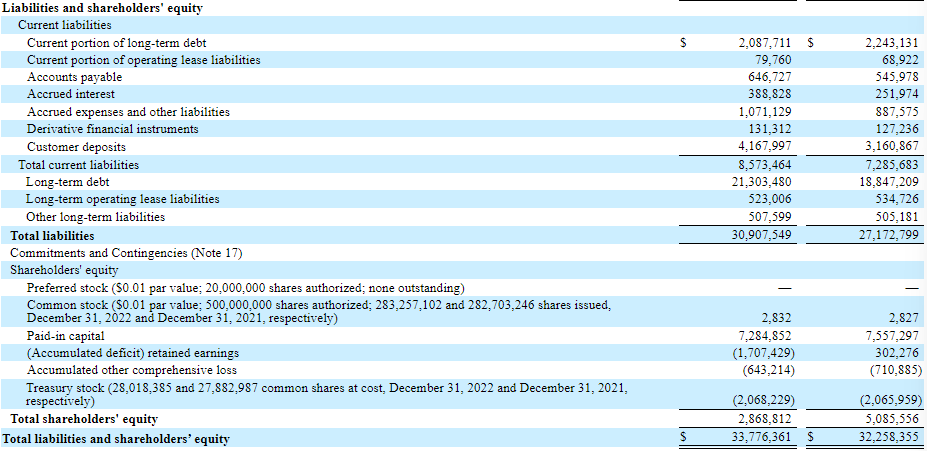 Liabilities and shareholders' equity
Current liabilities
Current portion of long-term debt $ 2,087,711 $ 2,243,131
Current portion of operating lease liabilities 79,760 68,922
Accounts payable 646,727 545,978
Accrued interest 388,828 251,974
Accrued expenses and other liabilities 1,071,129 887,575
Derivative financial instruments 131,312 127,236
Customer deposits 4,167,997 3,160,867
Total current liabilities 8,573,464 7,285,683
Long-term debt 21,303,480 18,847,209
Long-term operating lease liabilities 523,006 534,726
Other long-term liabilities 507,599 505,181
Total liabilities 30,907,549 27,172,799
Commitments and Contingencies (Note 17)
Shareholders' equity
Preferred stock ($0.01 par value; 20,000,000 shares authorized; none outstanding) — —
Common stock ($0.01 par value; 500,000,000 shares authorized; 283,257,102 and 282,703,246 shares issued,
December 31, 2022 and December 31, 2021, respectively) 2,832 2,827
Paid-in capital 7,284,852 7,557,297
(Accumulated deficit) retained earnings (1,707,429) 302,276
Accumulated other comprehensive loss (643,214) (710,885)
Treasury stock (28,018,385 and 27,882,987 common shares at cost, December 31, 2022 and December 31, 2021,
respectively) (2,068,229) (2,065,959)
Total shareholders' equity 2,868,812 5,085,556
Total liabilities and shareholders’ equity $ 33,776,361 $ 32,258,355